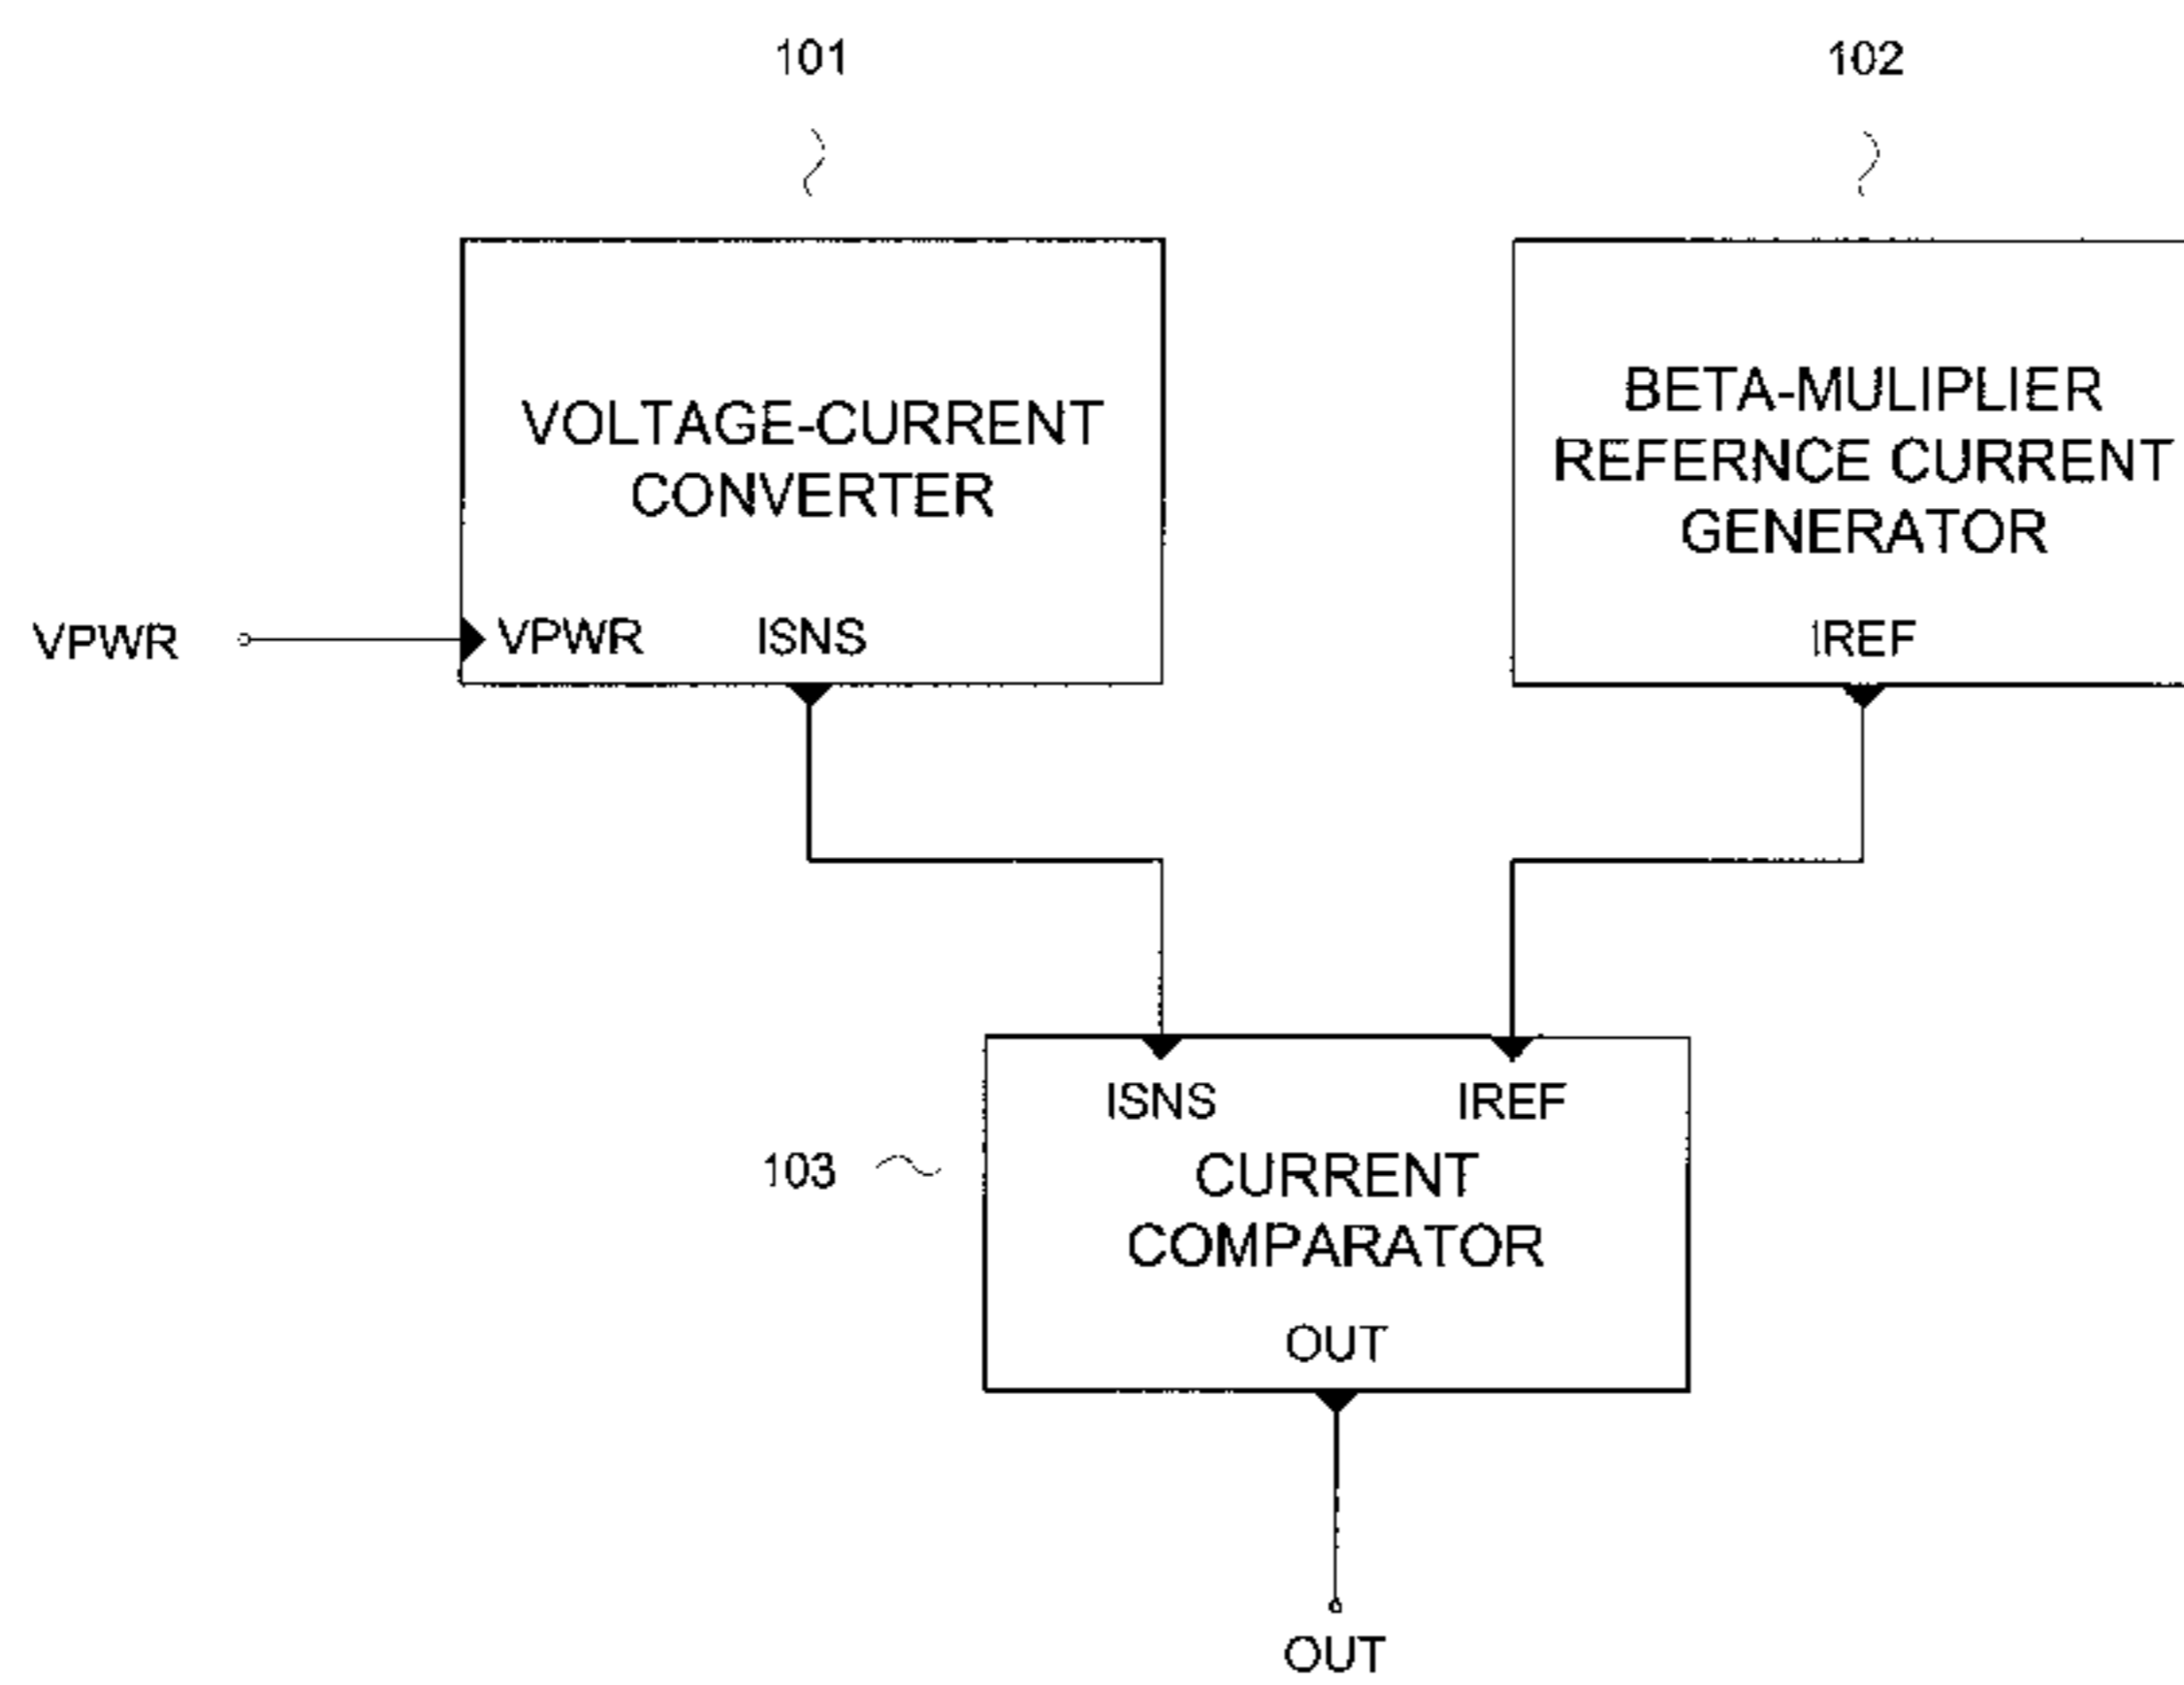 101
102
VOLTAGE-CURRENT
CONVERTER
BETA-MULIPLIER
REFERNCE CURRENT
GENERATOR
VPWR
VPWR
ISNS
IREF
ISNS
IREF
103
CURRENT
COMPARATOR
OUT
OUT